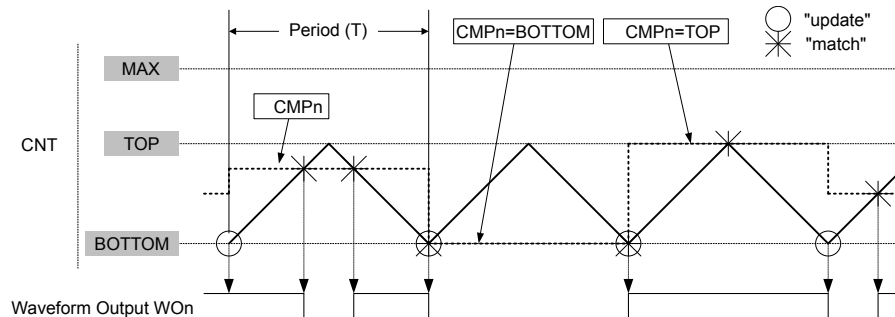 Period (T)
CMPn=BOTTOM
CMPn=TOP
"update"
"match"
MAX
CMPn
CNT
TOP
BOTTOM
Waveform Output WOn